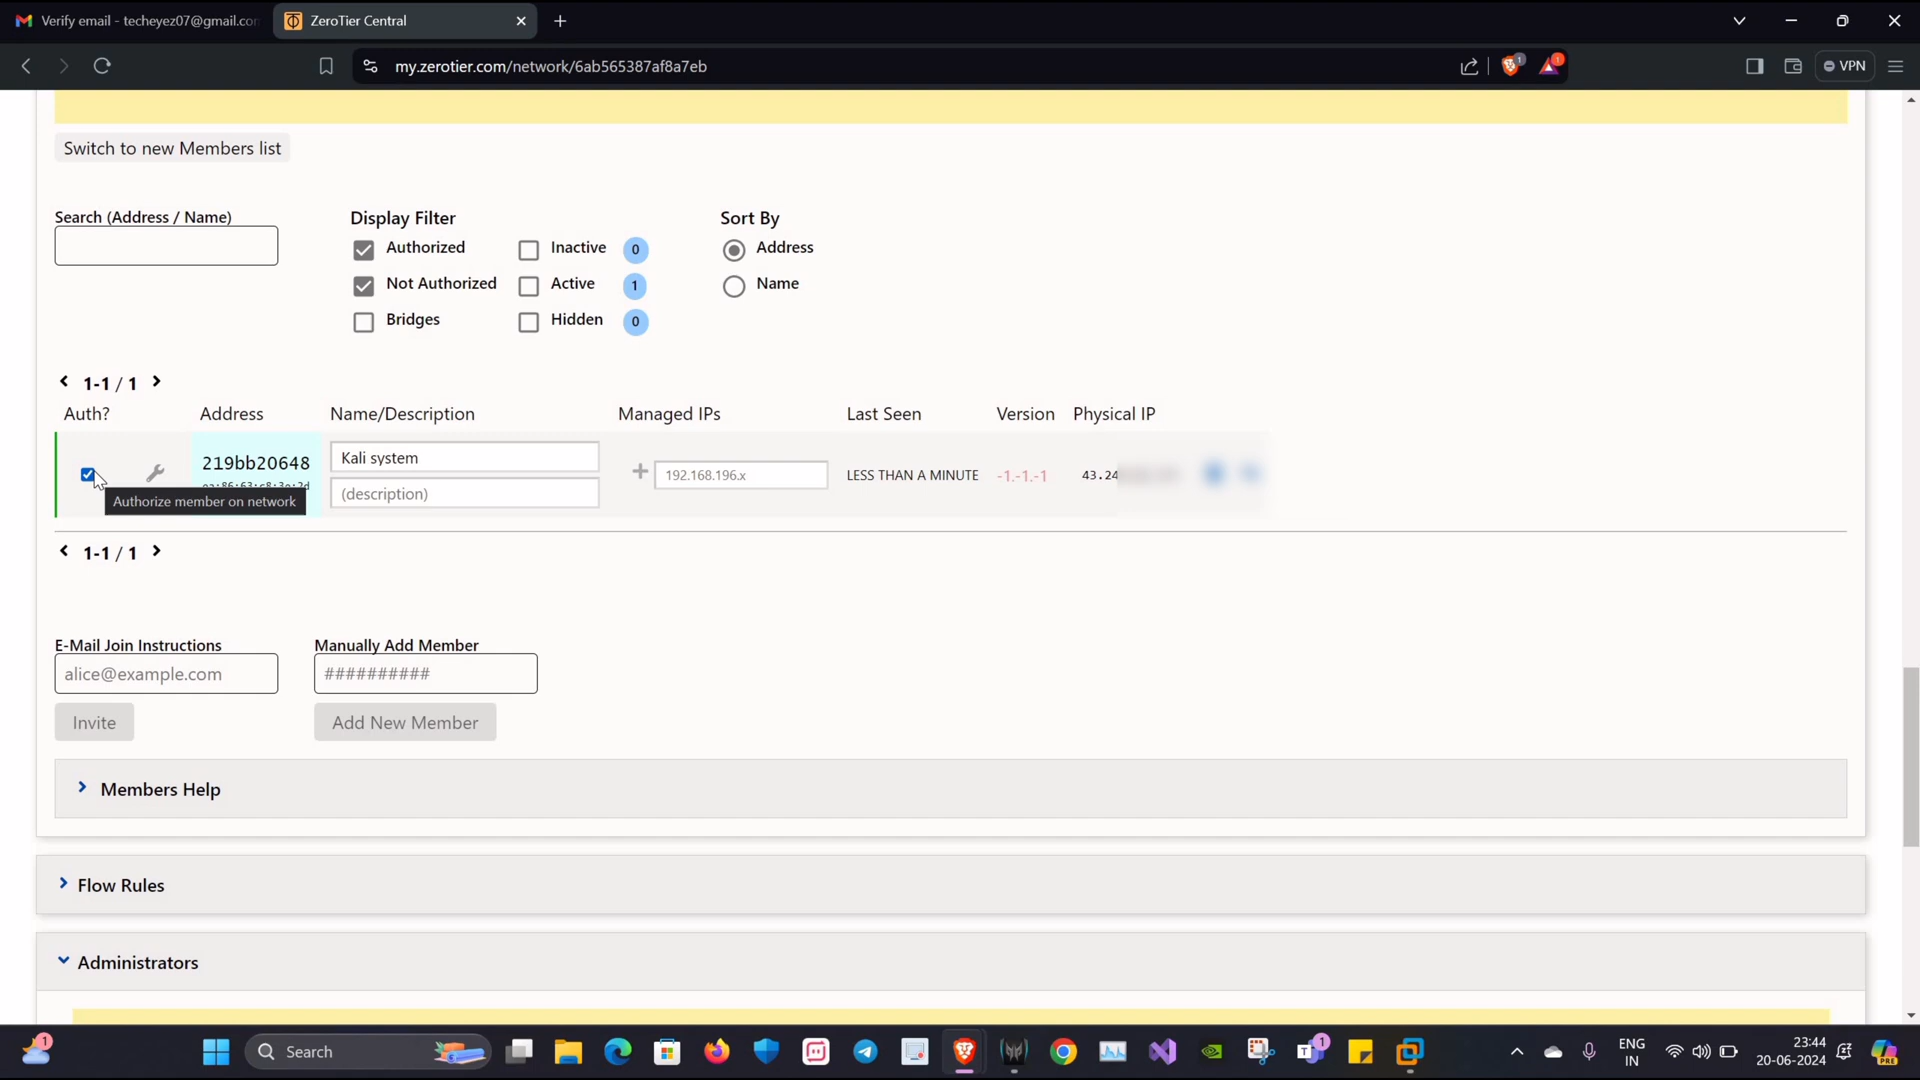 Verify email - techeyez07@gmail.co
ZeroTier Central
my.zerotier.com/network/6ab565387af8a7eb
1
1
VPN
Switch to new Members list
Search (Address / Name)
Display Filter
Sort By
Authorized
Inactive
0
Address
Not Authorized
Active
1
Name
Bridges
Hidden
0
1-1 / 1
Auth?
Address
Name/Description
Managed IPs
Last Seen
Version
Physical IP
219bb20648
Kali system
192.168.196.x
LESS THAN A MINUTE
-1.-1.-1
43.24
(description)
Authorize member on network
1-1 / 1
E-Mail Join Instructions
Manually Add Member
alice@example.com
##########
Invite
Add New Member
Members Help
Flow Rules
Administrators
1
Search
1
ENG
IN
23:44
20-06-2024
PRE